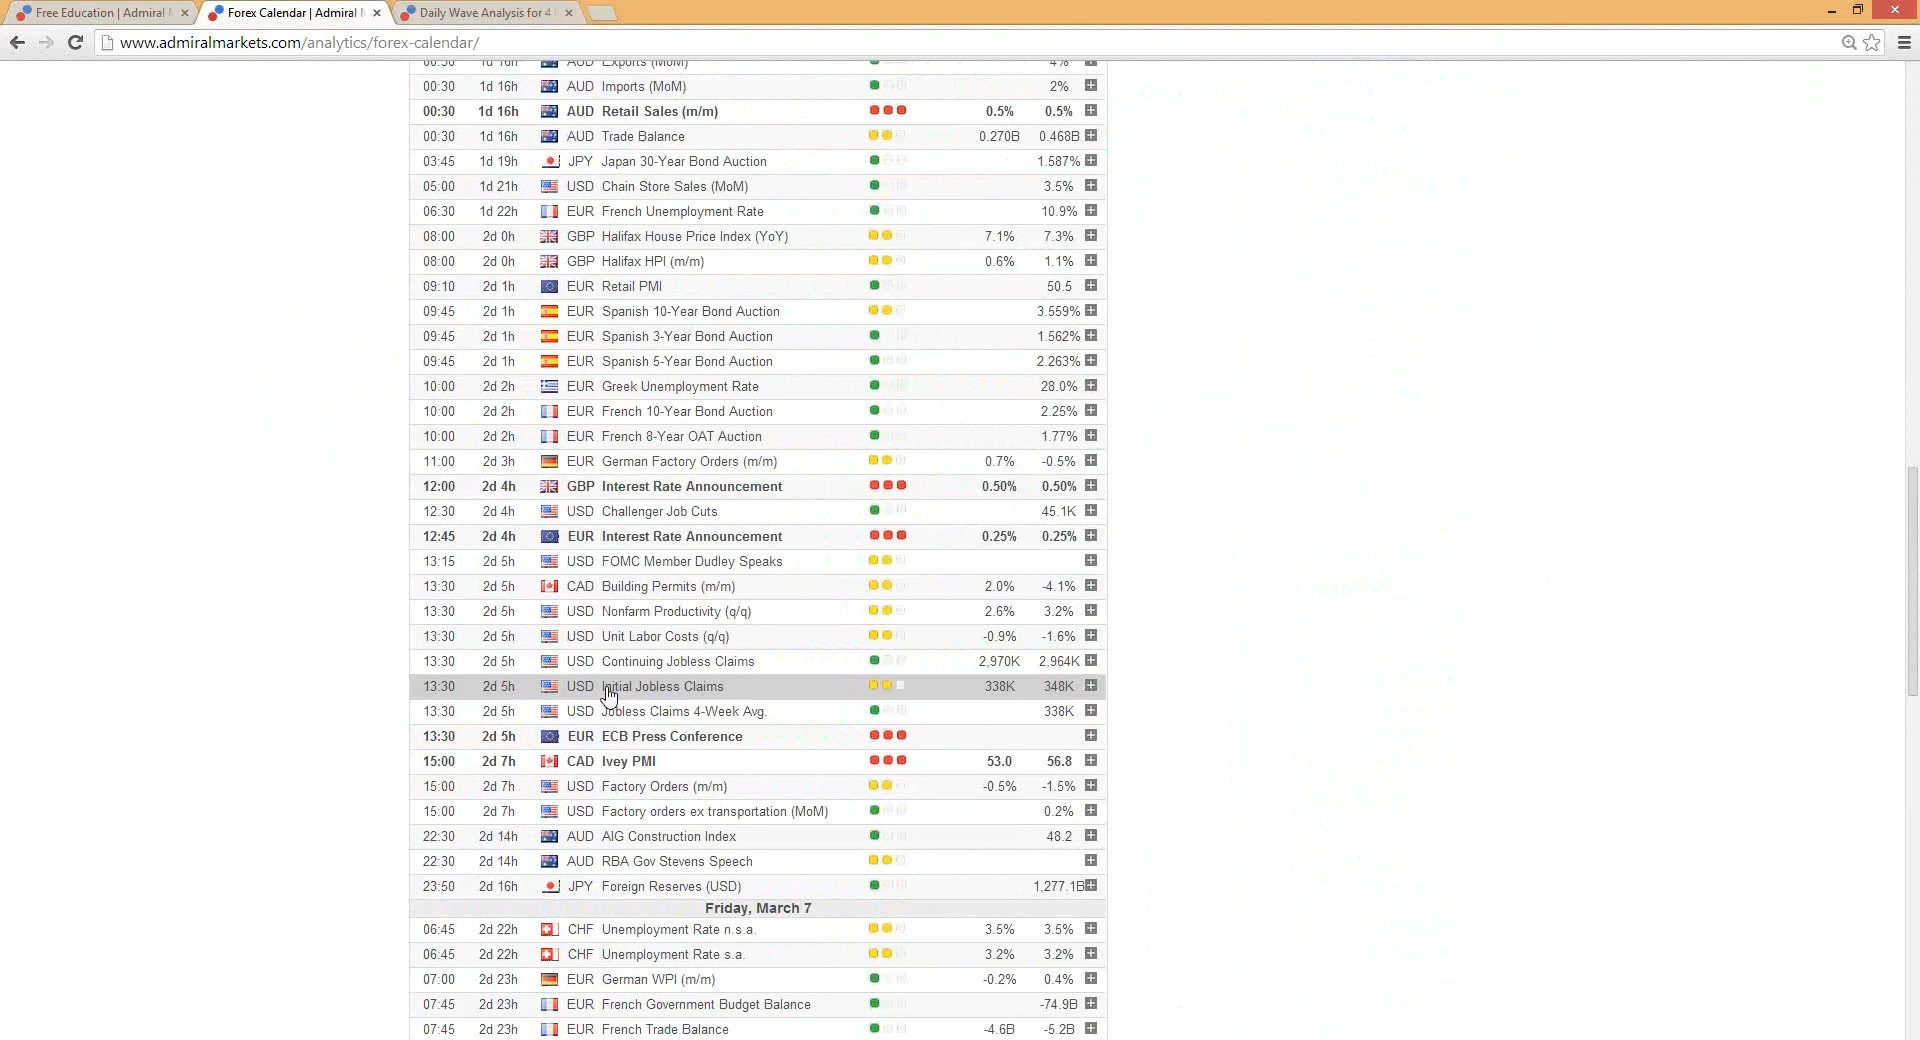 Free Education | Admiral M
Forex Calendar | Admiral M
Daily Wave Analysis for 4
www.admiralmarkets.com/analytics/forex-calendar/
00:30 1d 16h AUD Exports (MoM) 4%
00:30 1d 16h AUD Imports (MoM) 2%
00:30 1d 16h AUD Retail Sales (m/m) 0.5% 0.5%
00:30 1d 16h AUD Trade Balance 0.270B 0.468B
03:45 1d 19h JPY Japan 30-Year Bond Auction 1.587%
05:00 1d 21h USD Chain Store Sales (MoM) 3.5%
06:30 1d 22h EUR French Unemployment Rate 10.9%
08:00 2d 0h GBP Halifax House Price Index (YoY) 7.1% 7.3%
08:00 2d 0h GBP Halifax HPI (m/m) 0.6% 1.1%
09:10 2d 1h EUR Retail PMI 50.5
09:45 2d 1h EUR Spanish 10-Year Bond Auction 3.559%
09:45 2d 1h EUR Spanish 3-Year Bond Auction 1.562%
09:45 2d 1h EUR Spanish 5-Year Bond Auction 2.263%
10:00 2d 2h EUR Greek Unemployment Rate 28.0%
10:00 2d 2h EUR French 10-Year Bond Auction 2.25%
10:00 2d 2h EUR French 8-Year OAT Auction 1.77%
11:00 2d 3h EUR German Factory Orders (m/m) 0.7% -0.5%
12:00 2d 4h GBP Interest Rate Announcement 0.50% 0.50%
12:30 2d 4h USD Challenger Job Cuts 45.1K
12:45 2d 4h EUR Interest Rate Announcement 0.25% 0.25%
13:15 2d 5h USD FOMC Member Dudley Speaks
13:30 2d 5h CAD Building Permits (m/m) 2.0% -4.1%
13:30 2d 5h USD Nonfarm Productivity (q/q) 2.6% 3.2%
13:30 2d 5h USD Unit Labor Costs (q/q) -0.9% -1.6%
13:30 2d 5h USD Continuing Jobless Claims 2,970K 2,964K
13:30 2d 5h USD Initial Jobless Claims 338K 348K
13:30 2d 5h USD Jobless Claims 4-Week Avg. 338K
13:30 2d 5h EUR ECB Press Conference
15:00 2d 7h CAD Ivey PMI 53.0 56.8
15:00 2d 7h USD Factory Orders (m/m) -0.5% -1.5%
15:00 2d 7h USD Factory orders ex transportation (MoM) 0.2%
22:30 2d 14h AUD AIG Construction Index 48.2
22:30 2d 14h AUD RBA Gov Stevens Speech
23:50 2d 16h JPY Foreign Reserves (USD) 1,277.1B
Friday, March 7
06:45 2d 22h CHF Unemployment Rate n.s.a. 3.5% 3.5%
06:45 2d 22h CHF Unemployment Rate s.a. 3.2% 3.2%
07:00 2d 23h EUR German WPI (m/m) -0.2% 0.4%
07:45 2d 23h EUR French Government Budget Balance -74.9B
07:45 2d 23h EUR French Trade Balance -4.6B -5.2B